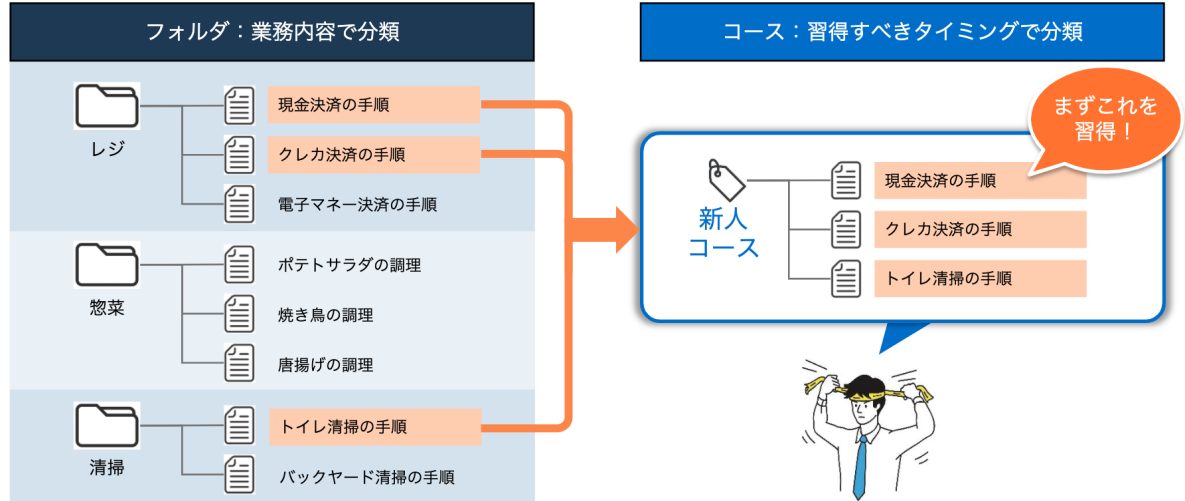 フォルダ：業務内容で分類
レジ
現金決済の手順
クレカ決済の手順
電子マネー決済の手順
惣菜
ポテトサラダの調理
焼き鳥の調理
唐揚げの調理
清掃
トイレ清掃の手順
バックヤード清掃の手順
コース：習得すべきタイミングで分類
まずこれを
習得！
新人
コース
現金決済の手順
クレカ決済の手順
トイレ清掃の手順